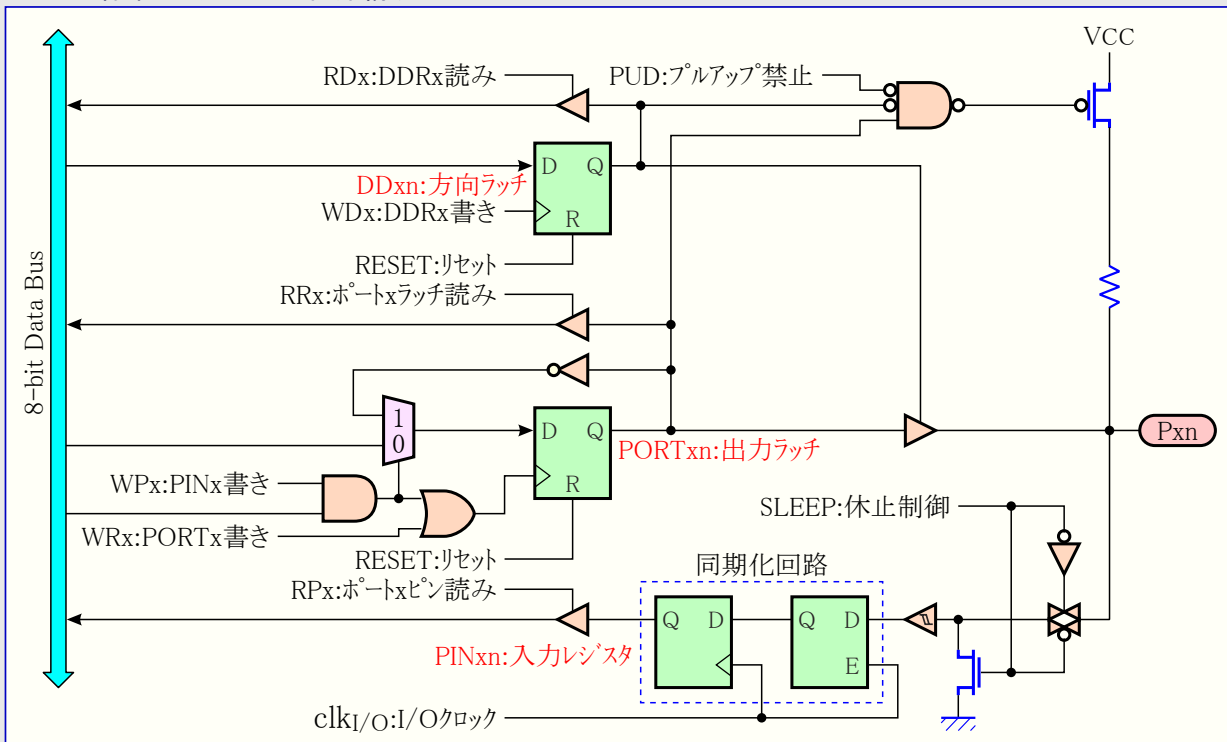 VCC
RDx:DDRx読み
PUD:プルアップ禁止
D
Q
R
DDxn:方向ラッチ
WDx:DDRx書き
RESET:リセット
RRx:ポートxラッチ読み
8-bit Data Bus
1
0
D
Q
R
PORTxn:出力ラッチ
Pxn
WPx:PINx書き
WRx:PORTx書き
RESET:リセット
SLEEP:休止制御
同期化回路
RPx:ポートxピン読み
Q
D
Q
D
E
PINxn:入力レジスタ
clkI/O:I/Oクロック